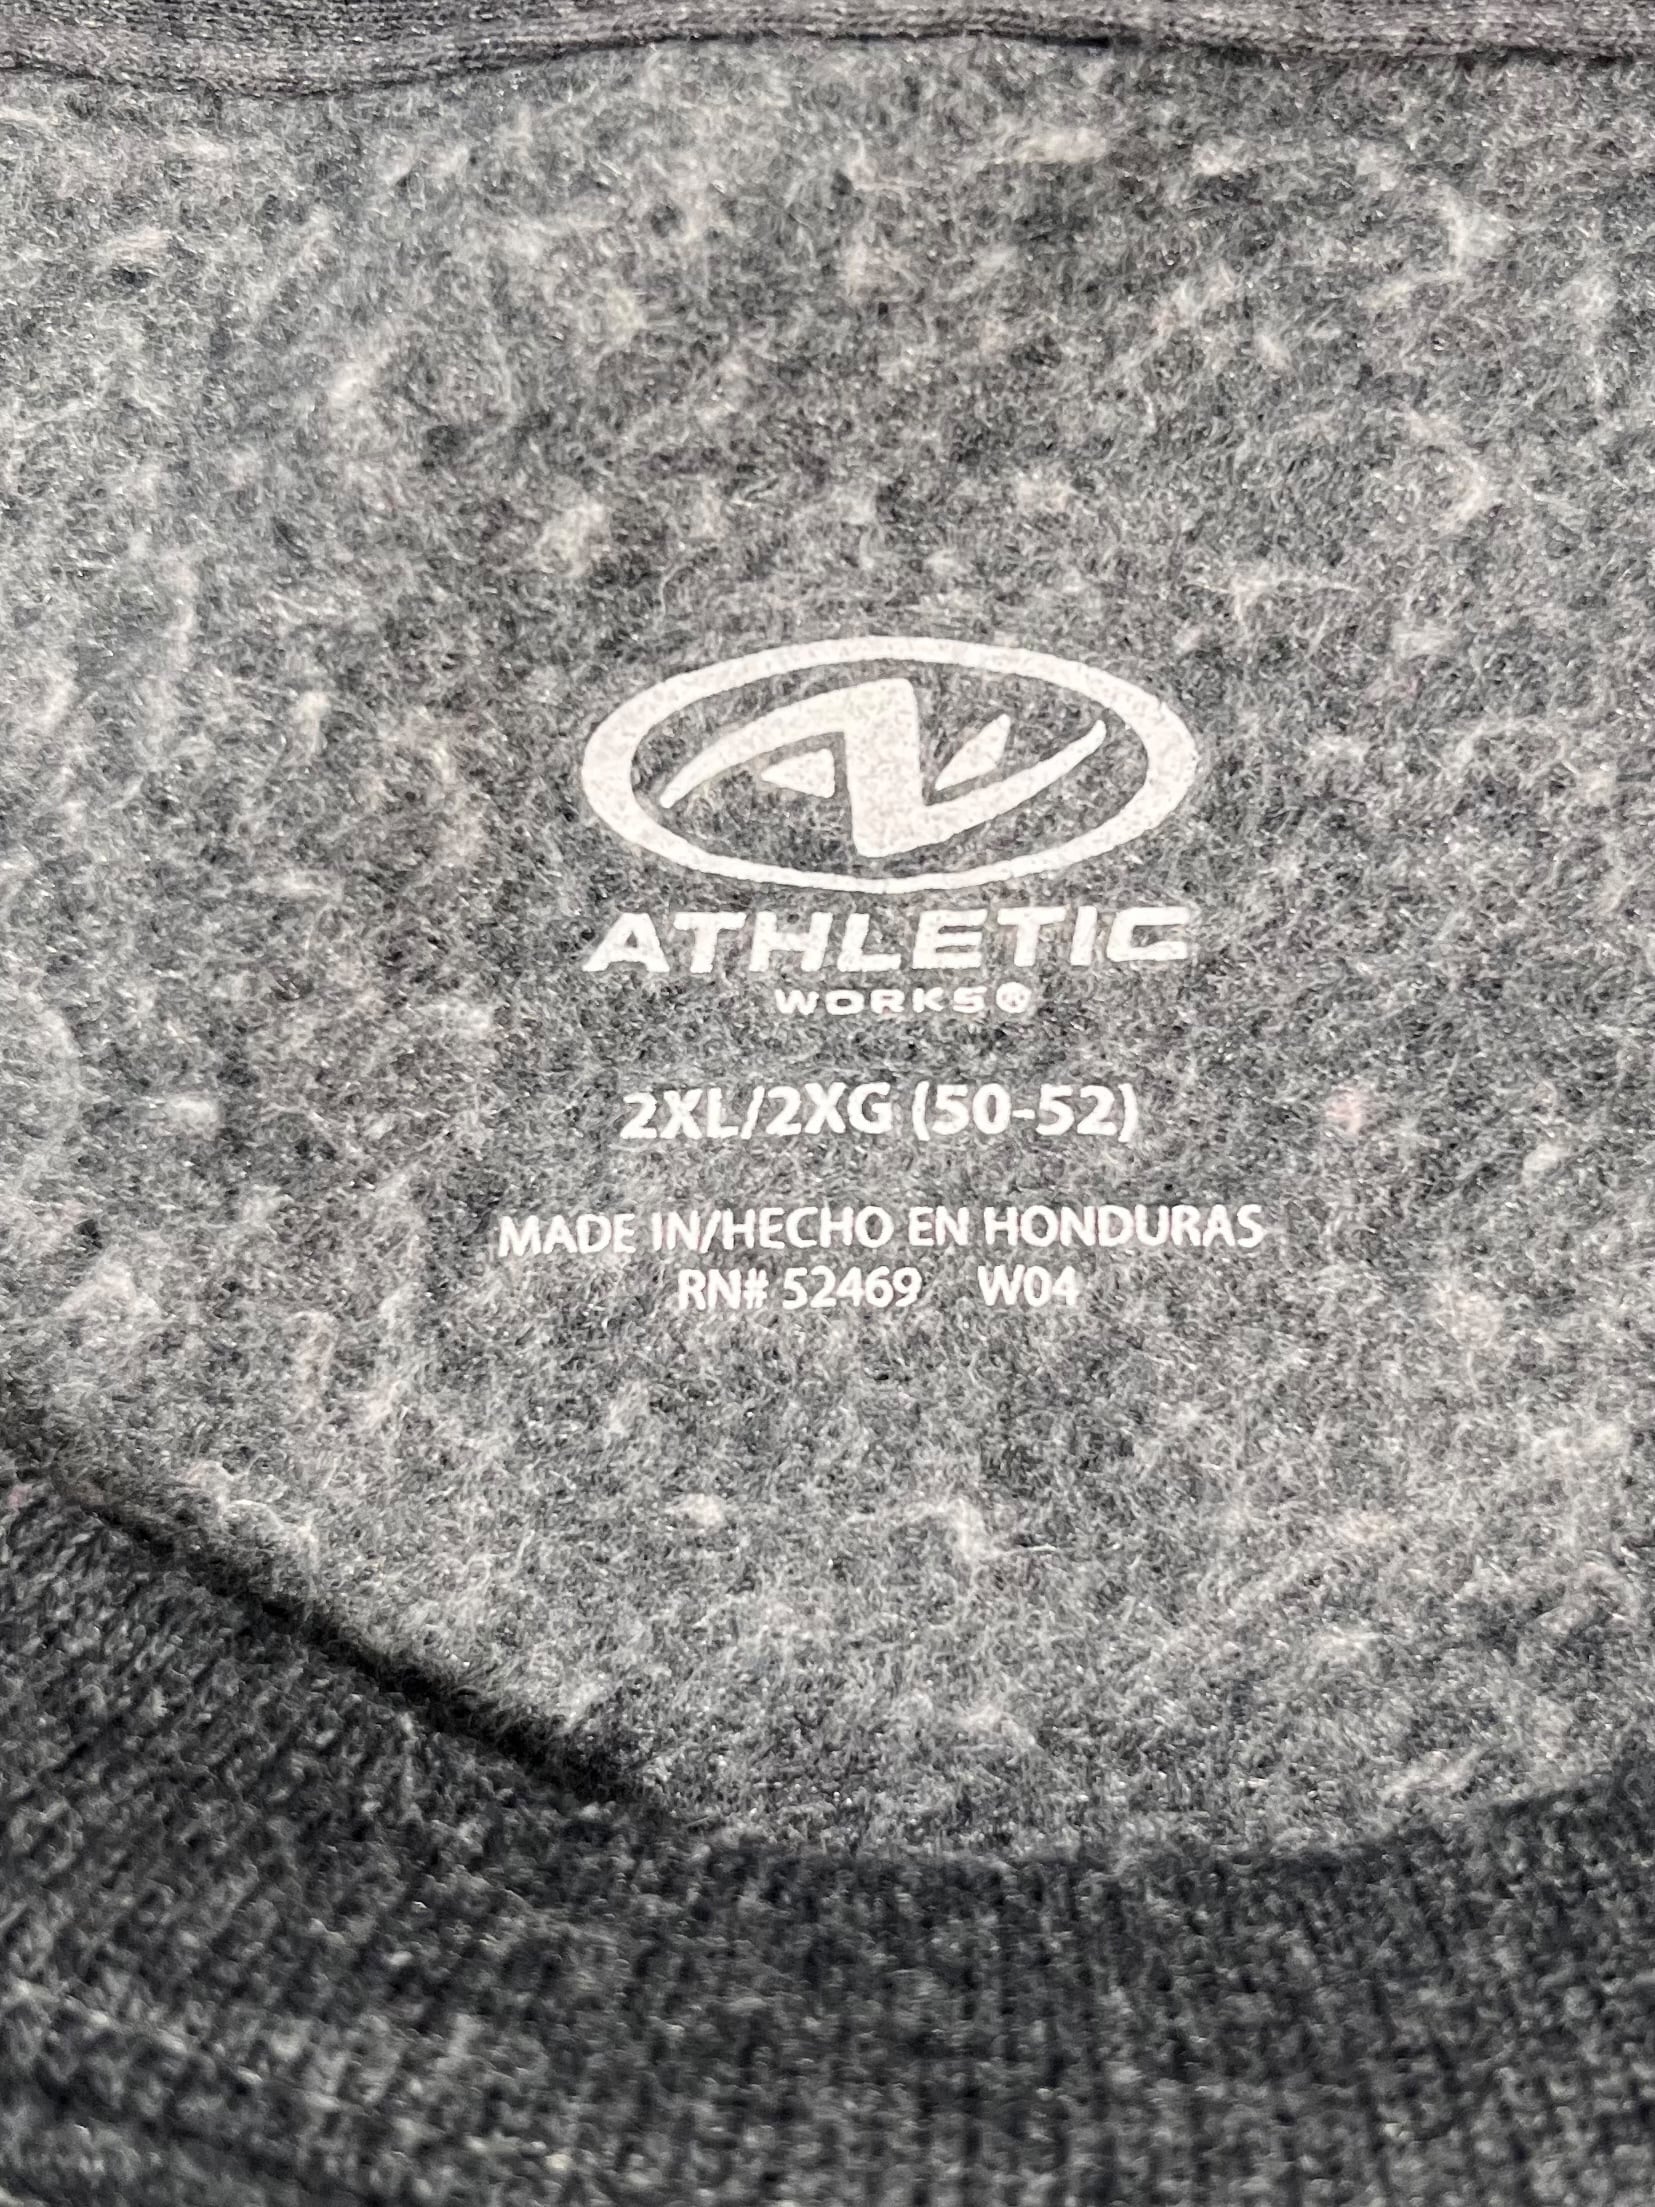 ATHLETIC
WORKS®
2XL/2XG (50-52)
MADE IN/HECHO EN HONDURAS
RN# 52469 W04